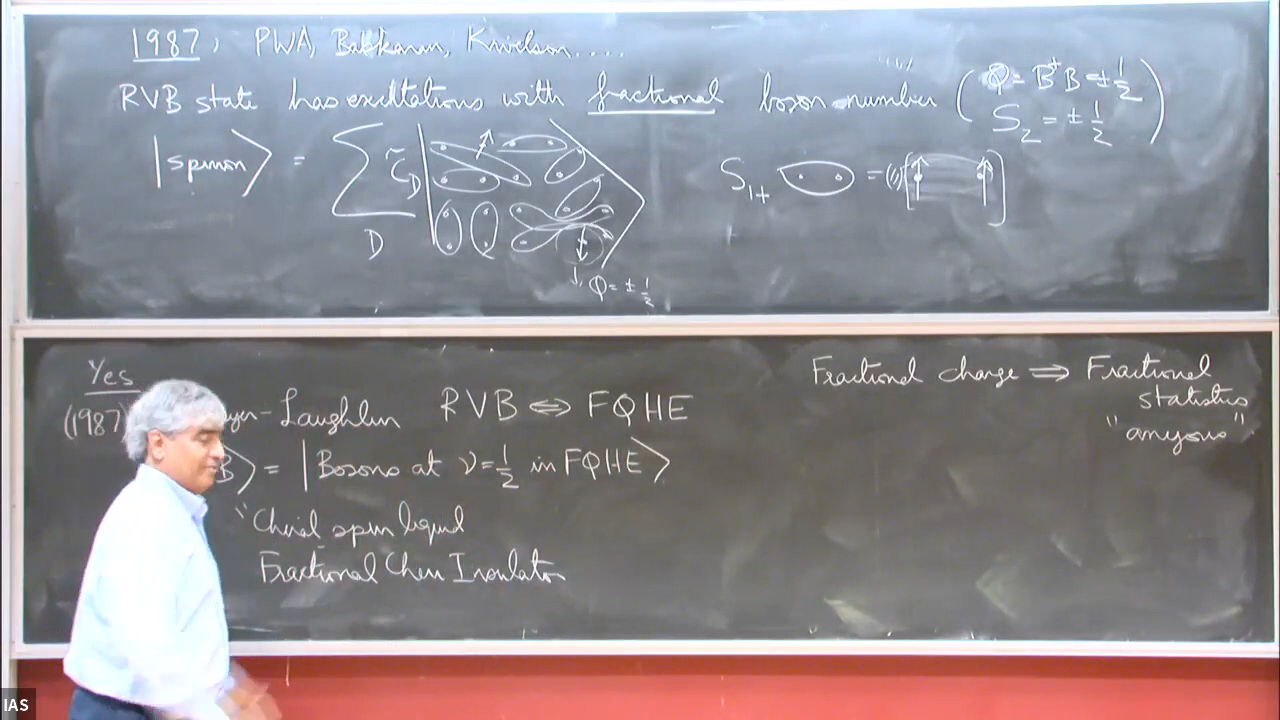 1987, PWA, Baskaran, Kivelson....
RVB state has excitations with fractional boson number (Q = B⁺B = ± 1/2
S_z = ± 1/2)
|spinon⟩ = Σ_D C̃_D
S_1+ =
Q = ± 1/2
Yes
(1987) -Laughlin RVB ⇔ FQHE
B⟩ = |Bosons at ν = 1/2 in FQHE⟩
"Chiral spin liquid
Fractional Chern Insulator
Fractional charge ⟹ Fractional
statistics
"anyons"
IAS